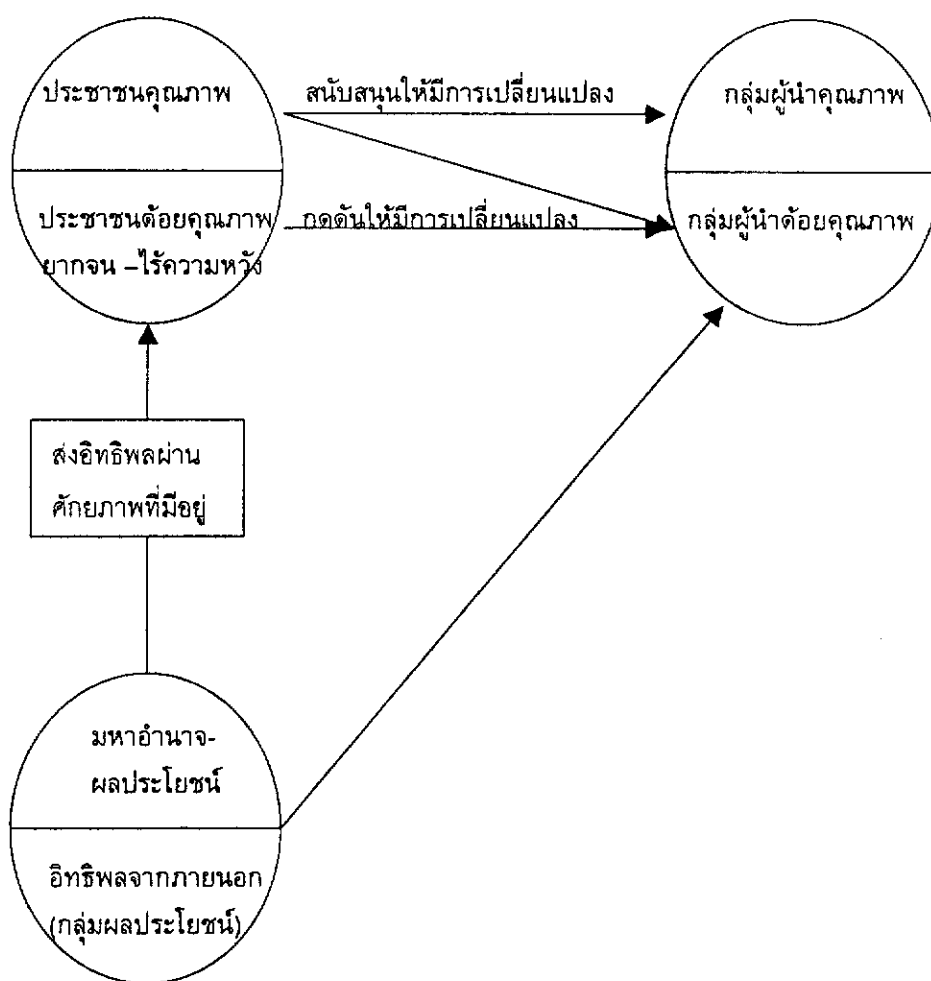 ประชาชนคุณภาพ
สนับสนุนให้มีการเปลี่ยนแปลง
กลุ่มผู้นำคุณภาพ
ประชาชนด้อยคุณภาพ
ยากจน –ไร้ความหวัง
กดดันให้มีการเปลี่ยนแปลง
กลุ่มผู้นำด้อยคุณภาพ
ส่งอิทธิพลผ่าน
ศักยภาพที่มีอยู่
มหาอำนาจ-
ผลประโยชน์
อิทธิพลจากภายนอก
(กลุ่มผลประโยชน์)